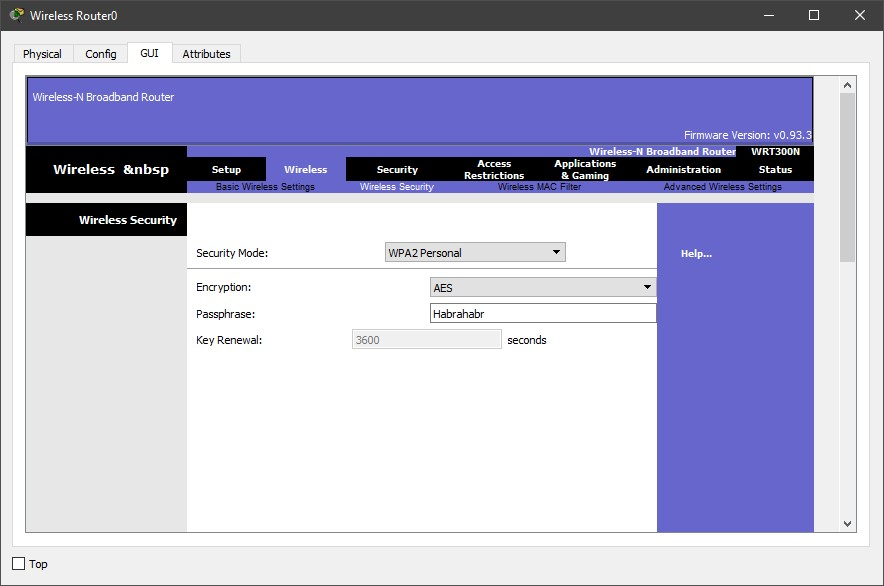 Wireless Router0
Physical Config GUI Attributes
Wireless-N Broadband Router
Firmware Version: v0.93.3
Wireless-N Broadband Router WRT300N
Wireless &nbsp
Setup Wireless Security Access Restrictions Applications & Gaming Administration Status
Basic Wireless Settings Wireless Security Wireless MAC Filter Advanced Wireless Settings
Wireless Security
Security Mode: WPA2 Personal
Help...
Encryption: AES
Passphrase: Habrahabr
Key Renewal: 3600 seconds
Top